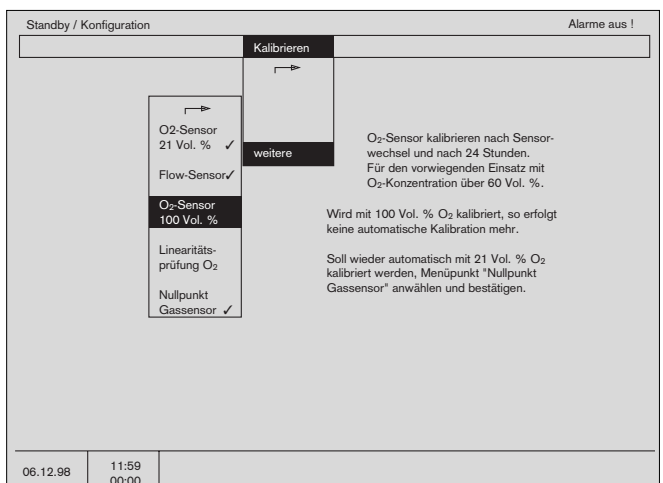 Standby / Konfiguration
Alarme aus !
Kalibrieren
weitere
O2-Sensor
21 Vol. % ✓
Flow-Sensor✓
O₂-Sensor
100 Vol. %
Linearitäts-
prüfung O₂
Nullpunkt
Gassensor ✓
O₂-Sensor kalibrieren nach Sensor-
wechsel und nach 24 Stunden.
Für den vorwiegenden Einsatz mit
O₂-Konzentration über 60 Vol. %.
Wird mit 100 Vol. % O₂ kalibriert, so erfolgt
keine automatische Kalibration mehr.
Soll wieder automatisch mit 21 Vol. % O₂
kalibriert werden, Menüpunkt "Nullpunkt
Gassensor" anwählen und bestätigen.
06.12.98
11:59
00:00